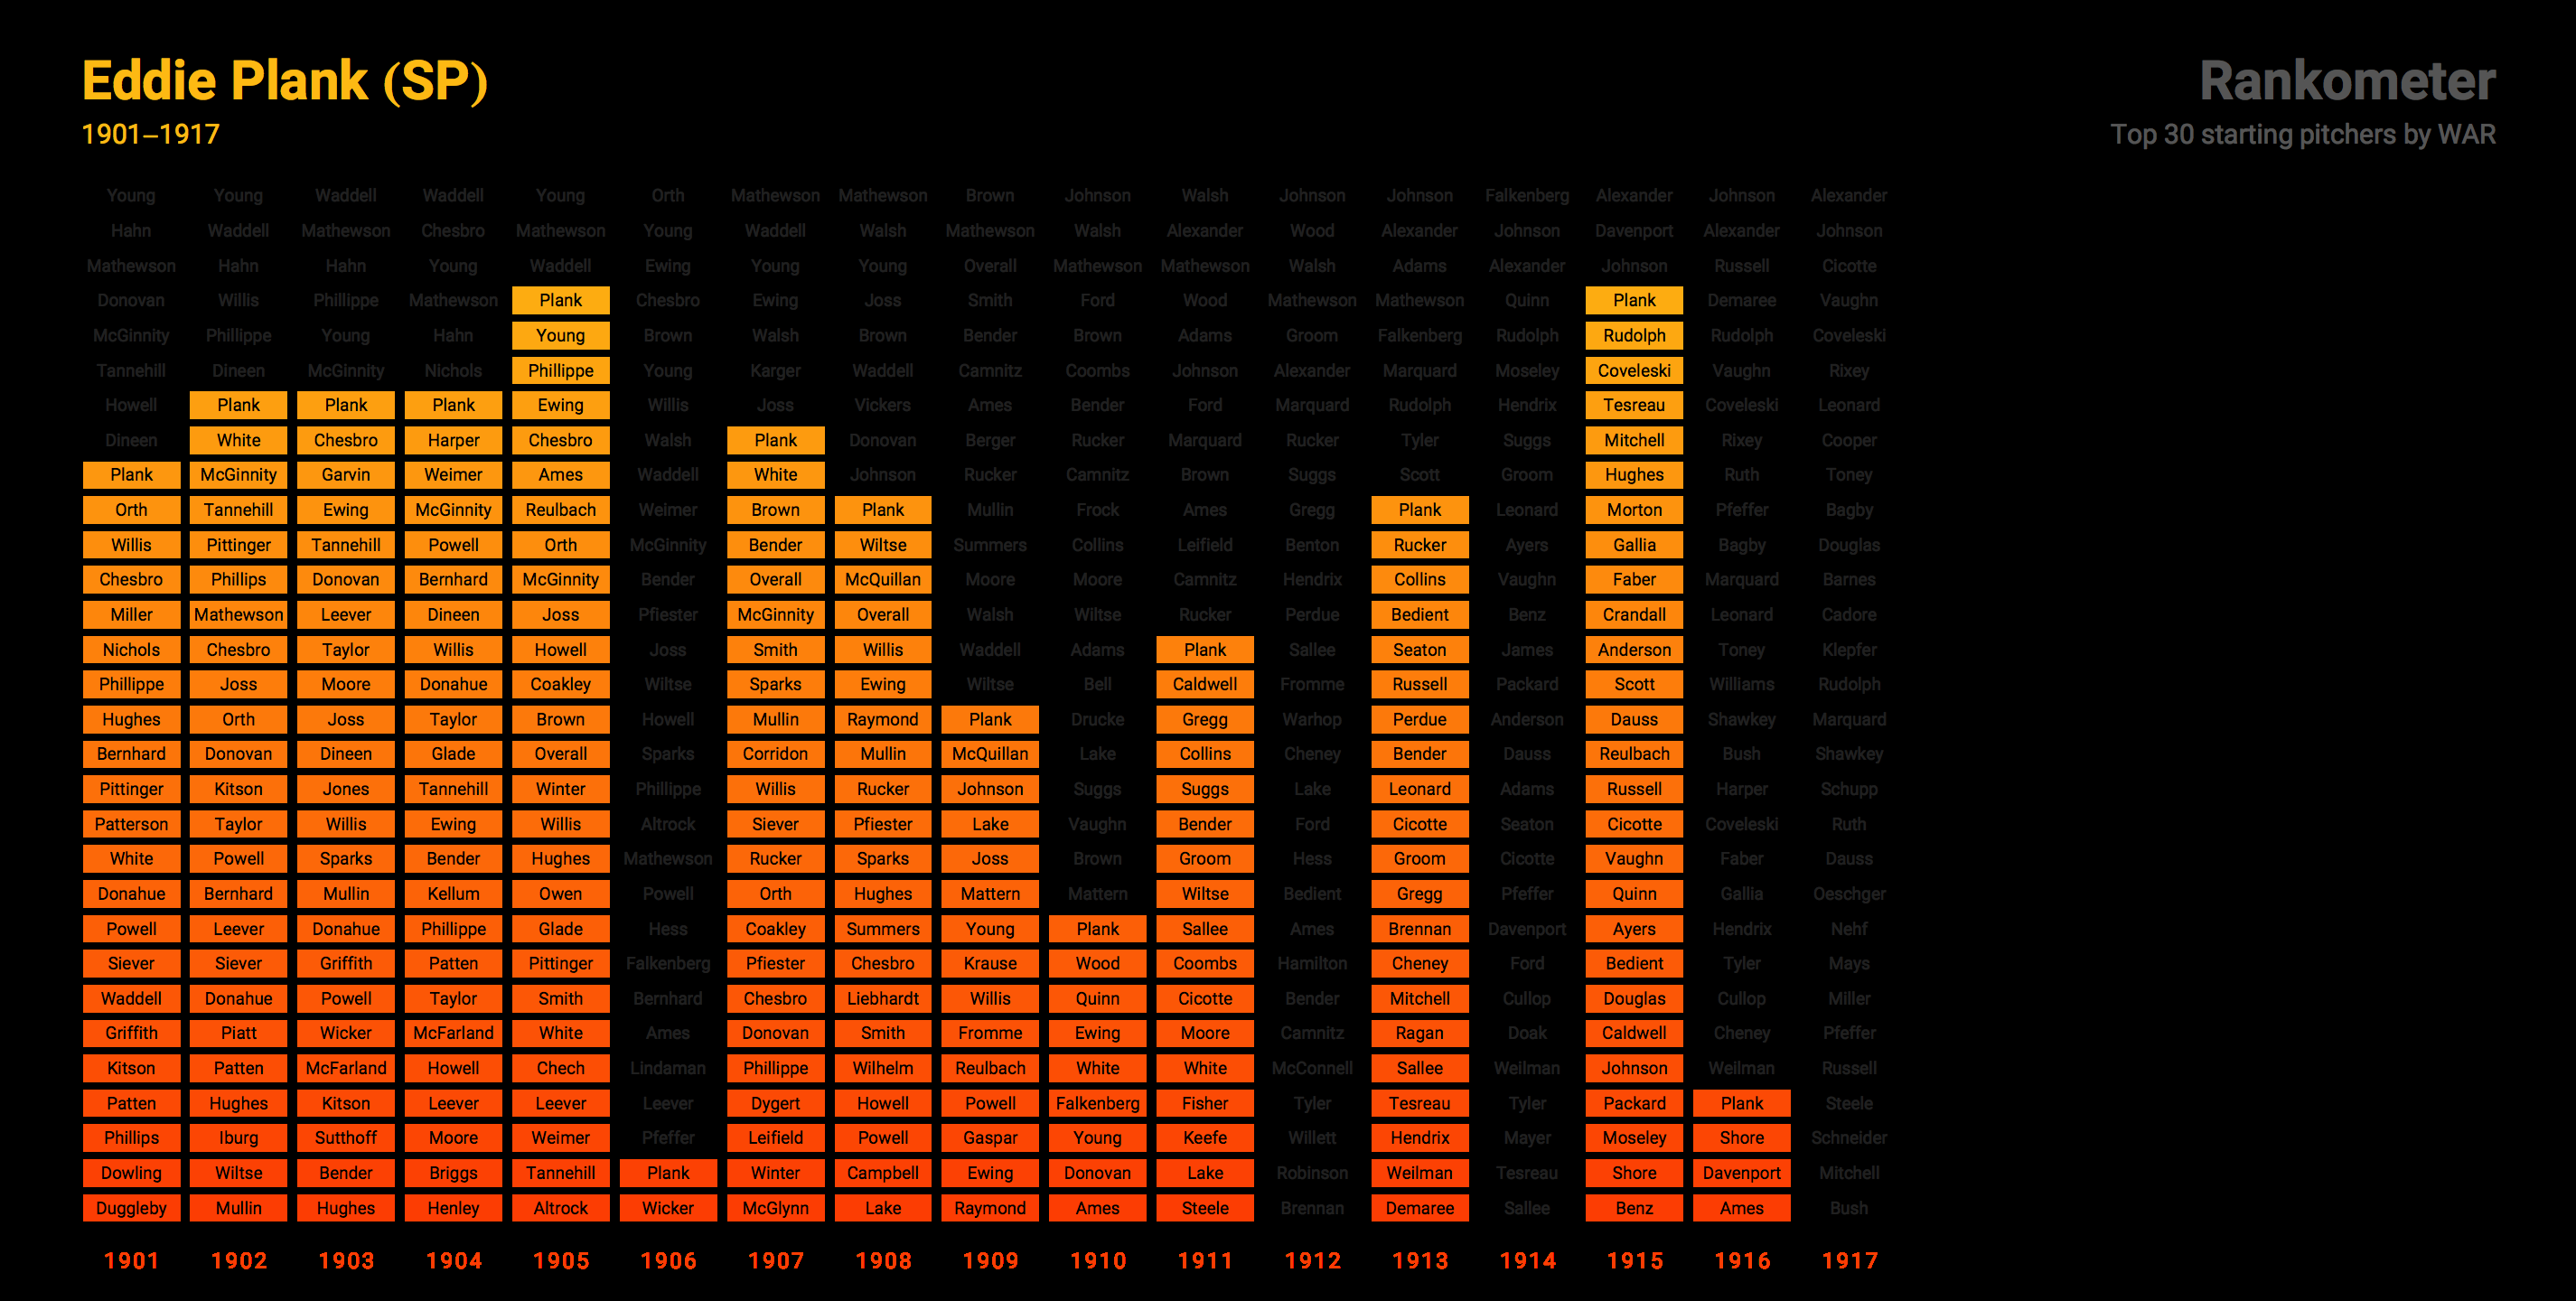 Eddie Plank (SP)
1901–1917
Rankometer
Top 30 starting pitchers by WAR
Young Young Waddell Waddell Young Orth Mathewson Mathewson Brown Johnson Walsh Johnson Johnson Falkenberg Alexander Johnson Alexander
Hahn Waddell Mathewson Chesbro Mathewson Young Waddell Walsh Mathewson Walsh Alexander Wood Alexander Johnson Davenport Alexander Johnson
Mathewson Hahn Hahn Young Waddell Ewing Young Young Overall Mathewson Mathewson Walsh Adams Alexander Johnson Russell Cicotte
Donovan Willis Phillippe Mathewson Plank Chesbro Ewing Joss Smith Ford Wood Mathewson Mathewson Quinn Plank Demaree Vaughn
McGinnity Phillippe Young Hahn Young Brown Walsh Brown Bender Brown Adams Groom Falkenberg Rudolph Rudolph Rudolph Coveleski
Tannehill Dineen McGinnity Nichols Phillippe Young Karger Waddell Camnitz Coombs Johnson Alexander Marquard Moseley Coveleski Vaughn Rixey
Howell Plank Plank Plank Ewing Willis Joss Vickers Ames Bender Ford Marquard Rudolph Hendrix Tesreau Coveleski Leonard
Dineen White Chesbro Harper Chesbro Walsh Plank Donovan Berger Rucker Marquard Rucker Tyler Suggs Mitchell Rixey Cooper
Plank McGinnity Garvin Weimer Ames Waddell White Johnson Rucker Camnitz Brown Suggs Scott Groom Hughes Ruth Toney
Orth Tannehill Ewing McGinnity Reulbach Weimer Brown Plank Mullin Frock Ames Gregg Plank Leonard Morton Pfeffer Bagby
Willis Pittinger Tannehill Powell Orth McGinnity Bender Wiltse Summers Collins Leifield Benton Rucker Ayers Gallia Bagby Douglas
Chesbro Phillips Donovan Bernhard McGinnity Bender Overall McQuillan Moore Moore Camnitz Hendrix Collins Vaughn Faber Marquard Barnes
Miller Mathewson Leever Dineen Joss Pfiester McGinnity Overall Walsh Wiltse Rucker Perdue Bedient Benz Crandall Leonard Cadore
Nichols Chesbro Taylor Willis Howell Joss Smith Willis Waddell Adams Plank Sallee Seaton James Anderson Toney Klepfer
Phillippe Joss Moore Donahue Coakley Wiltse Sparks Ewing Wiltse Bell Caldwell Fromme Russell Packard Scott Williams Rudolph
Hughes Orth Joss Taylor Brown Howell Mullin Raymond Plank Drucke Gregg Warhop Perdue Anderson Dauss Shawkey Marquard
Bernhard Donovan Dineen Glade Overall Sparks Corridon Mullin McQuillan Lake Collins Cheney Bender Dauss Reulbach Bush Shawkey
Pittinger Kitson Jones Tannehill Winter Phillippe Willis Rucker Johnson Suggs Suggs Lake Leonard Adams Russell Harper Schupp
Patterson Taylor Willis Ewing Willis Altrock Siever Pfiester Lake Vaughn Bender Ford Cicotte Seaton Cicotte Coveleski Ruth
White Powell Sparks Bender Hughes Mathewson Rucker Sparks Joss Brown Groom Hess Groom Cicotte Vaughn Faber Dauss
Donahue Bernhard Mullin Kellum Owen Powell Orth Hughes Mattern Mattern Wiltse Bedient Gregg Pfeffer Quinn Gallia Oeschger
Powell Leever Donahue Phillippe Glade Hess Coakley Summers Young Plank Sallee Ames Brennan Davenport Ayers Hendrix Nehf
Siever Siever Griffith Patten Pittinger Falkenberg Pfiester Chesbro Krause Wood Coombs Hamilton Cheney Ford Bedient Tyler Mays
Waddell Donahue Powell Taylor Smith Bernhard Chesbro Liebhardt Willis Quinn Cicotte Bender Mitchell Cullop Douglas Cullop Miller
Griffith Piatt Wicker McFarland White Ames Donovan Smith Fromme Ewing Moore Camnitz Ragan Doak Caldwell Cheney Pfeffer
Kitson Patten McFarland Howell Chech Lindaman Phillippe Wilhelm Reulbach White White McConnell Sallee Weilman Johnson Weilman Russell
Patten Hughes Kitson Leever Leever Leever Dygert Howell Powell Falkenberg Fisher Tyler Tesreau Tyler Packard Plank Steele
Phillips Iburg Sutthoff Moore Weimer Pfeffer Leifield Powell Gaspar Young Keefe Willett Hendrix Mayer Moseley Shore Schneider
Dowling Wiltse Bender Briggs Tannehill Plank Winter Campbell Ewing Donovan Lake Robinson Weilman Tesreau Shore Davenport Mitchell
Duggleby Mullin Hughes Henley Altrock Wicker McGlynn Lake Raymond Ames Steele Brennan Demaree Sallee Benz Ames Bush
1901 1902 1903 1904 1905 1906 1907 1908 1909 1910 1911 1912 1913 1914 1915 1916 1917